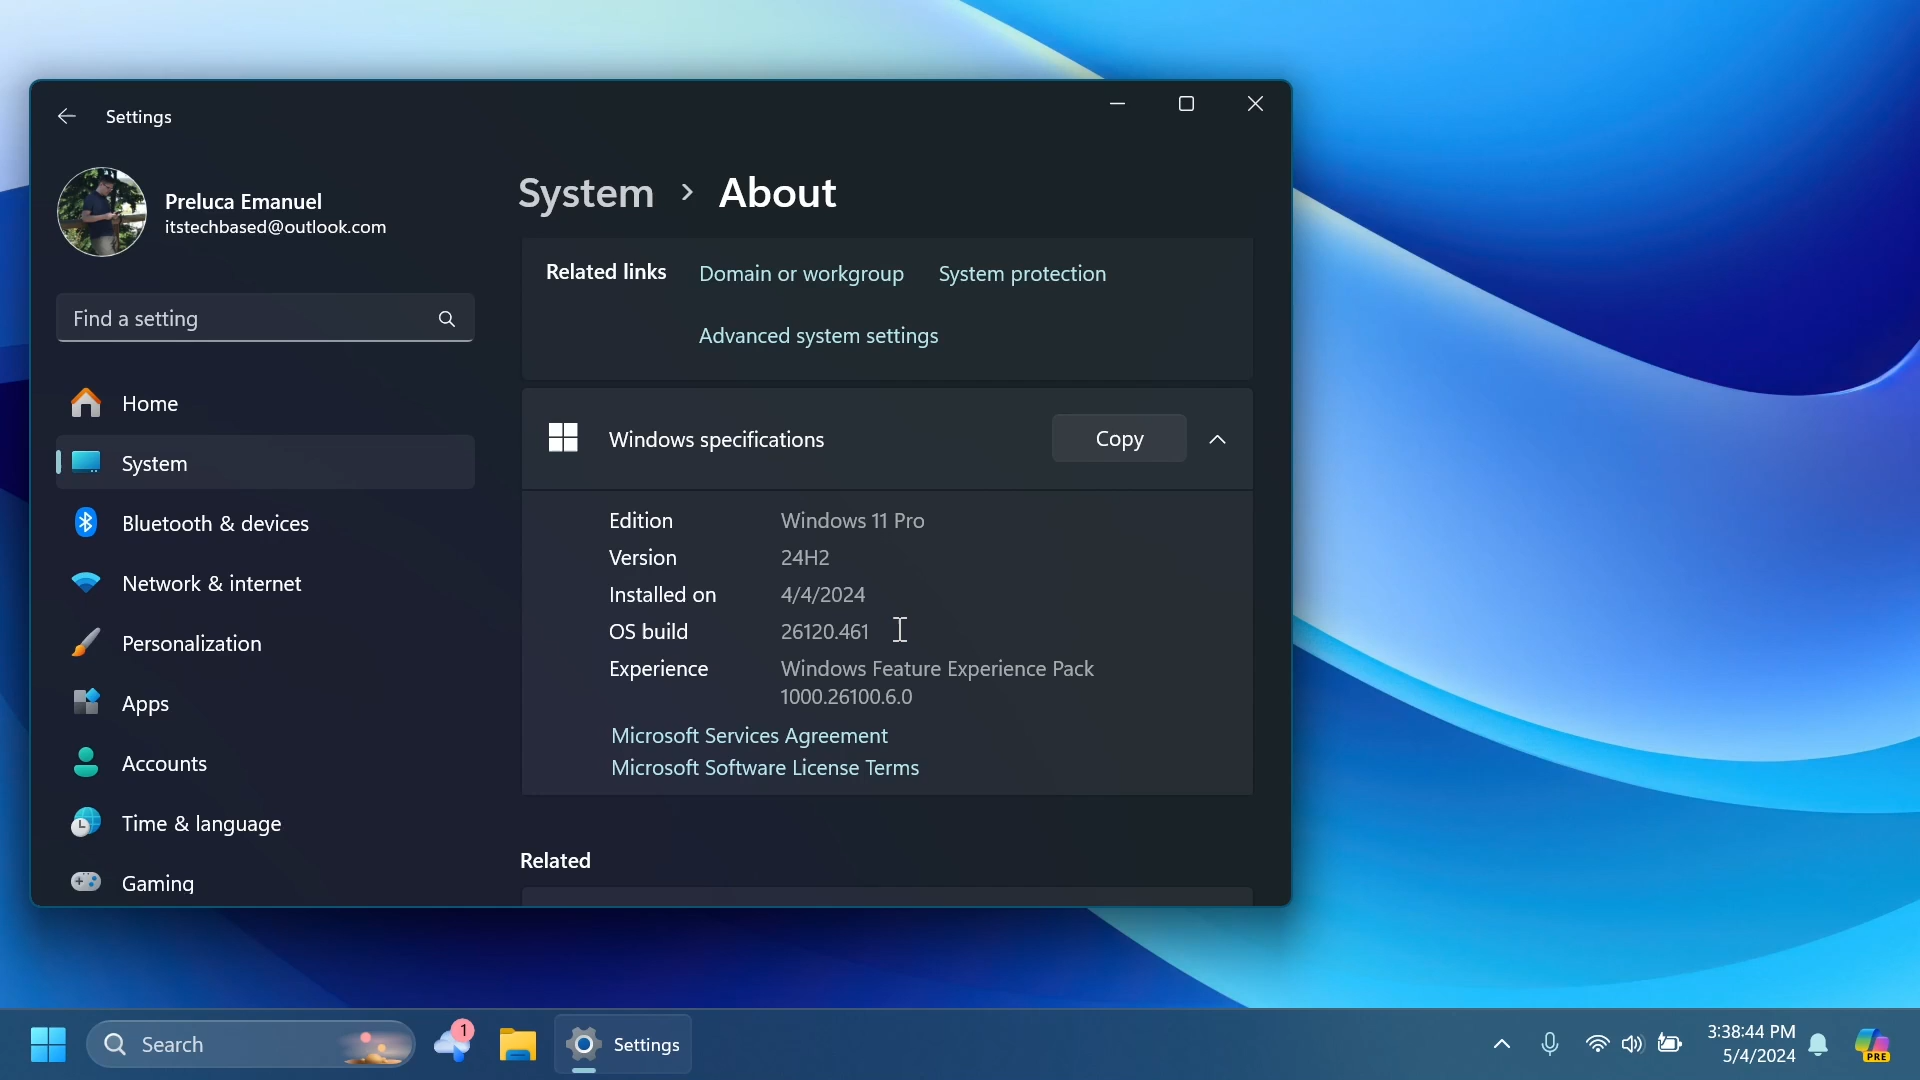 Settings
Preluca Emanuel
itstechbased@outlook.com
Find a setting
Home
System
Bluetooth & devices
Network & internet
Personalization
Apps
Accounts
Time & language
Gaming
System > About
Related links Domain or workgroup System protection
Advanced system settings
Windows specifications Copy
Edition Windows 11 Pro
Version 24H2
Installed on 4/4/2024
OS build 26120.461
Experience Windows Feature Experience Pack
1000.26100.6.0
Microsoft Services Agreement
Microsoft Software License Terms
Related
Search
1
Settings
3:38:44 PM
5/4/2024
PRE